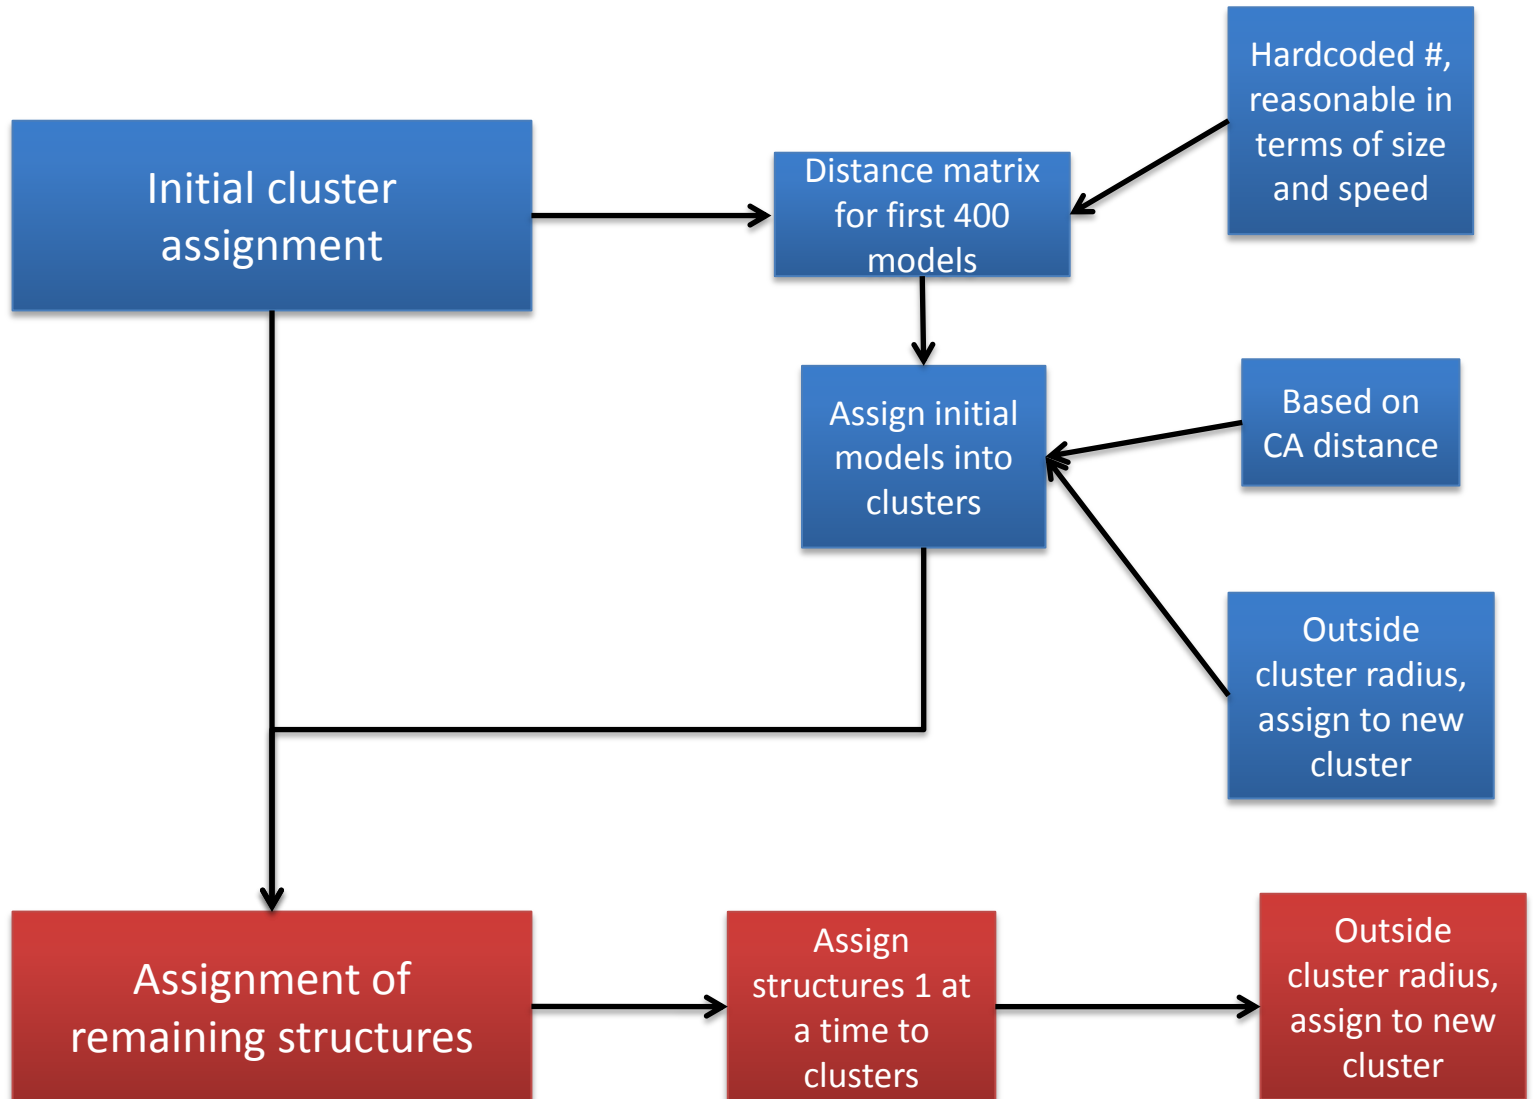 Initial cluster
assignment
Distance matrix
for first 400
models
Hardcoded #,
reasonable in
terms of size
and speed
Assign initial
models into
clusters
Based on
CA distance
Outside
cluster radius,
assign to new
cluster
Assignment of
remaining structures
Assign
structures 1 at
a time to
clusters
Outside
cluster radius,
assign to new
cluster